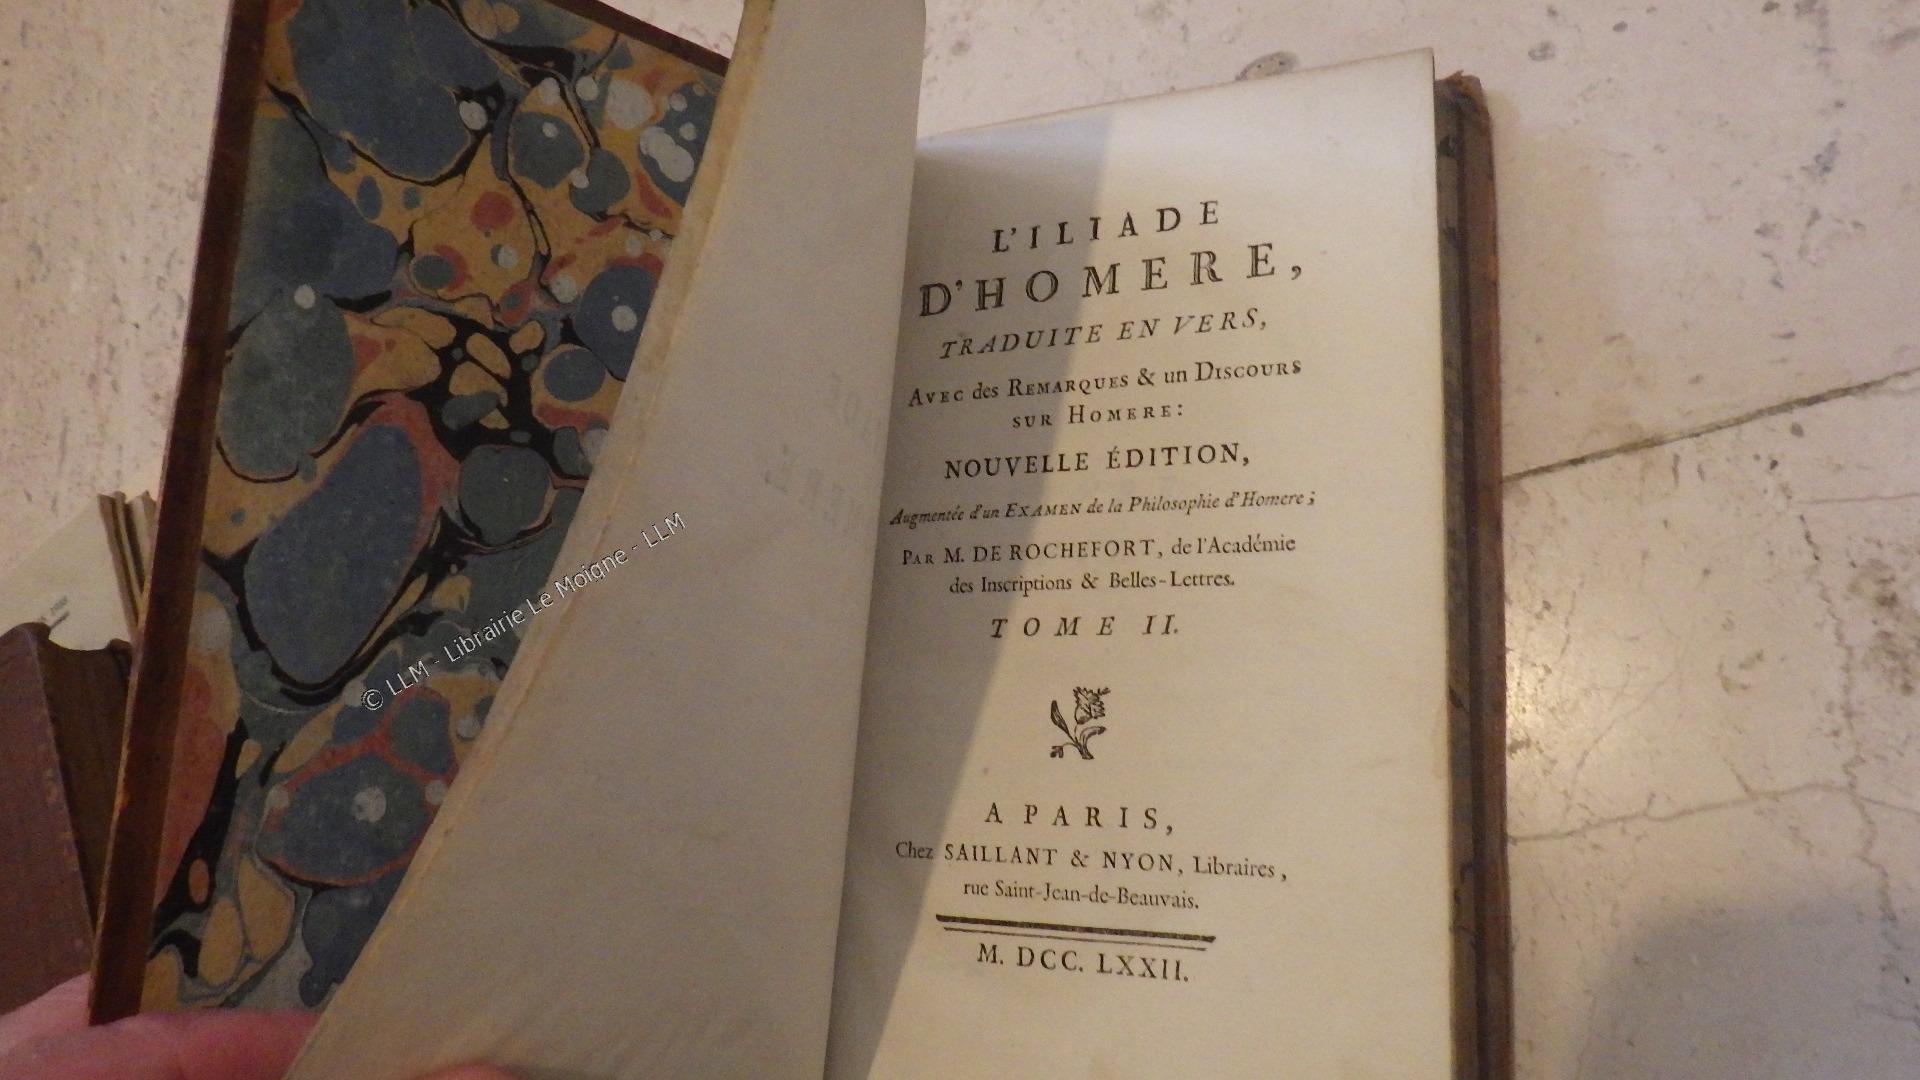 L'ILIADE
D'HOMERE,
TRADUITE EN VERS,
AVEC des REMARQUES & un DISCOURS
SUR HOMERE:
NOUVELLE ÉDITION,
Augmentée d'un EXAMEN de la Philosophie d'Homere;
PAR M. DE ROCHEFORT, de l'Académie
des Inscriptions & Belles-Lettres.
TOME II.
A PARIS,
Chez SAILLANT & NYON, Libraires,
rue Saint-Jean-de-Beauvais.
M. DCC. LXXII.
© LLM - Librairie Le Moigne - LLM